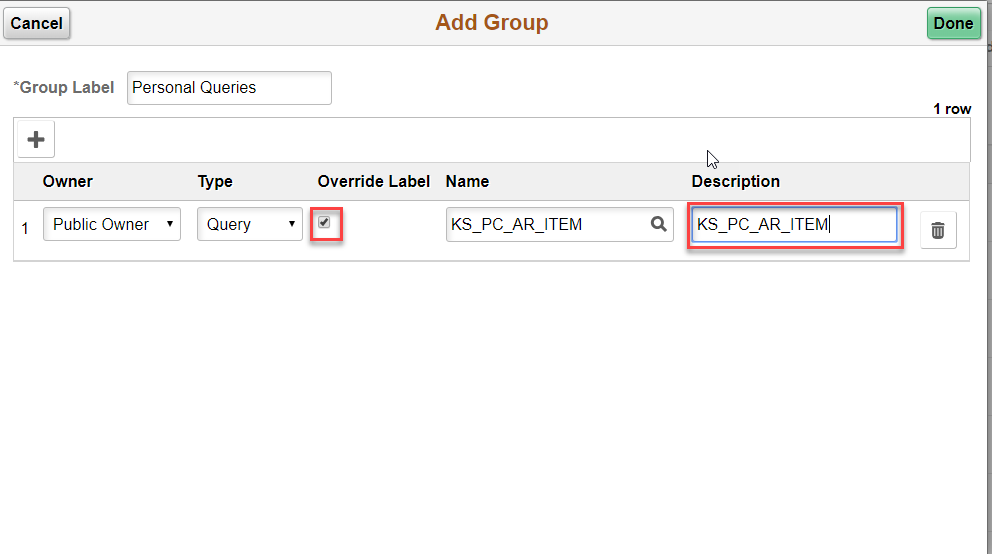 Cancel Add Group Done
*Group Label Personal Queries
1 row
Owner Type Override Label Name Description
1 Public Owner Query KS_PC_AR_ITEM KS_PC_AR_ITEM